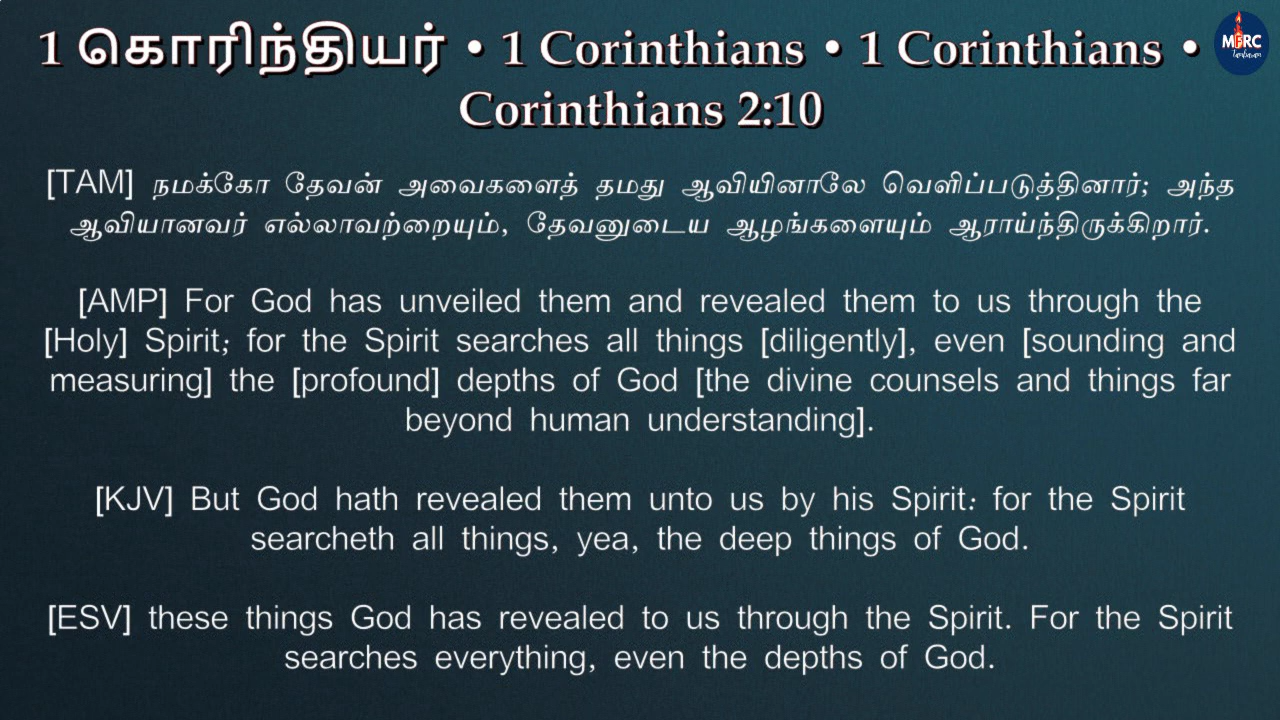 1 கொரிந்தியர் • 1 Corinthians • 1 Corinthians •
Corinthians 2:10
MFRC
Tambaram
[TAM] நமக்கோ தேவன் அவைகளைத் தமது ஆவியினாலே வெளிப்படுத்தினார்; அந்த
ஆவியானவர் எல்லாவற்றையும், தேவனுடைய ஆழங்களையும் ஆராய்ந்திருக்கிறார்.
[AMP] For God has unveiled them and revealed them to us through the
[Holy] Spirit; for the Spirit searches all things [diligently], even [sounding and
measuring] the [profound] depths of God [the divine counsels and things far
beyond human understanding].
[KJV] But God hath revealed them unto us by his Spirit: for the Spirit
searcheth all things, yea, the deep things of God.
[ESV] these things God has revealed to us through the Spirit. For the Spirit
searches everything, even the depths of God.